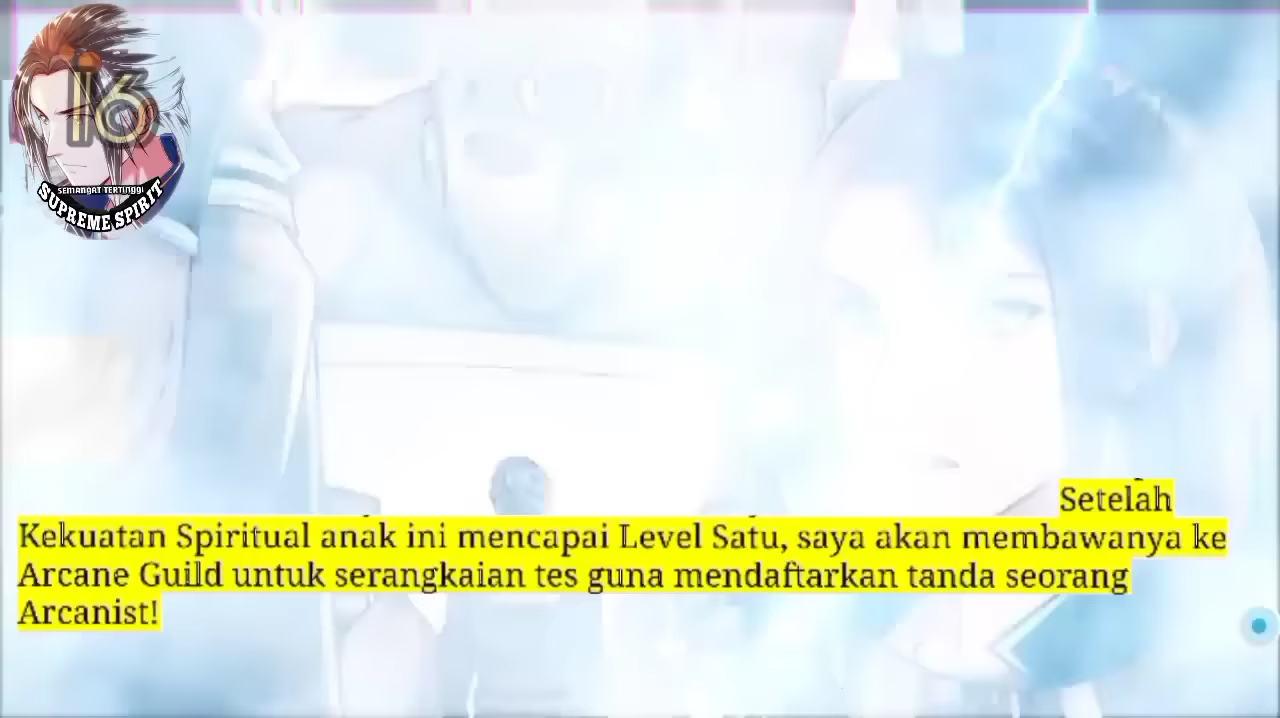 16
SEMANGAT TERTINGGI
SUPREME SPIRIT
Setelah
Kekuatan Spiritual anak ini mencapai Level Satu, saya akan membawanya ke
Arcane Guild untuk serangkaian tes guna mendaftarkan tanda seorang
Arcanist!